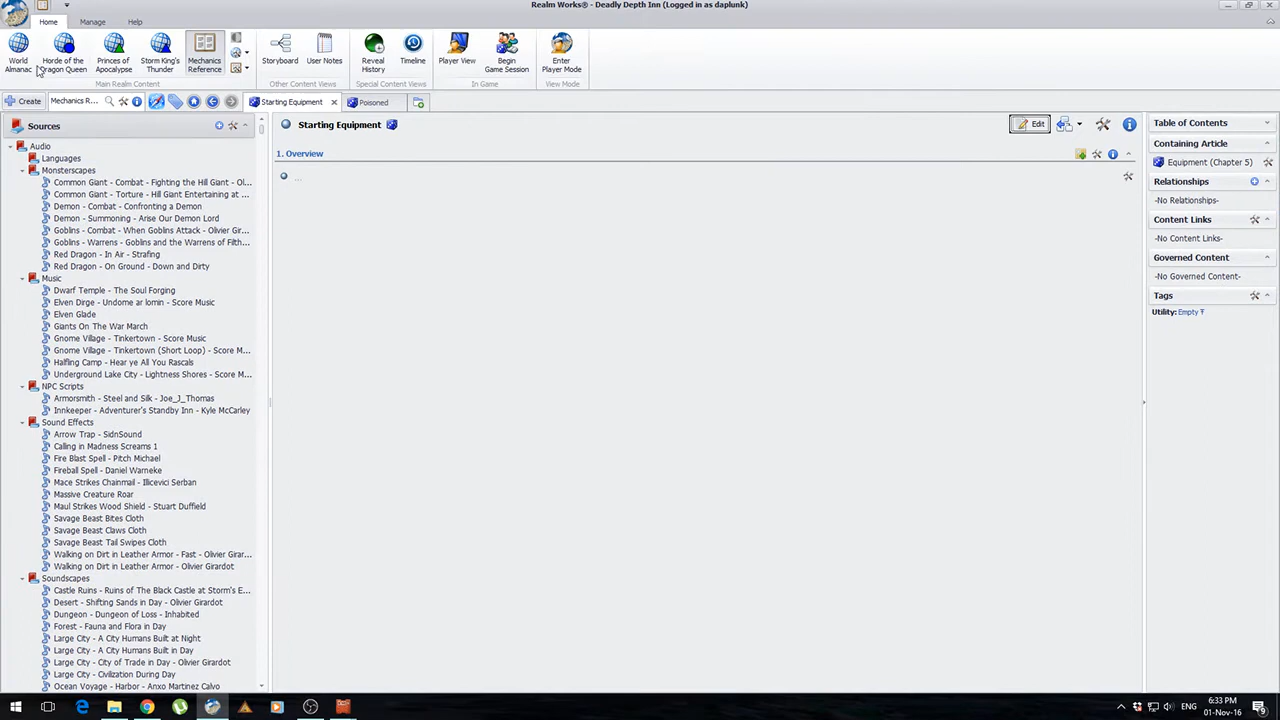 Realm Works® - Deadly Depth Inn (Logged in as daplunk)
Home Manage Help
World Almanac
Horde of the Dragon Queen
Princes of Apocalypse
Storm King's Thunder
Mechanics Reference
Storyboard
User Notes
Reveal History
Timeline
Player View
Begin Game Session
Enter Player Mode
Main Realm Content
Other Content Views
Special Content Views
In Game
View Mode
Create
Mechanics R...
Starting Equipment
Poisoned
Sources
Audio
Languages
Monsterscapes
Common Giant - Combat - Fighting the Hill Giant - Ol...
Common Giant - Torture - Hill Giant Entertaining at ...
Demon - Combat - Confronting a Demon
Demon - Summoning - Arise Our Demon Lord
Goblins - Combat - When Goblins Attack - Olivier Gir...
Goblins - Warrens - Goblins and the Warrens of Filth...
Red Dragon - In Air - Strafing
Red Dragon - On Ground - Down and Dirty
Music
Dwarf Temple - The Soul Forging
Elven Dirge - Undome ar lomin - Score Music
Elven Glade
Giants On The War March
Gnome Village - Tinkertown - Score Music
Gnome Village - Tinkertown (Short Loop) - Score M...
Halfling Camp - Hear ye All You Rascals
Underground Lake City - Lightness Shores - Score M...
NPC Scripts
Armorsmith - Steel and Silk - Joe_J_Thomas
Innkeeper - Adventurer's Standby Inn - Kyle McCarley
Sound Effects
Arrow Trap - SidnSound
Calling in Madness Screams 1
Fire Blast Spell - Pitch Michael
Fireball Spell - Daniel Warneke
Mace Strikes Chainmail - Illicevici Serban
Massive Creature Roar
Maul Strikes Wood Shield - Stuart Duffield
Savage Beast Bites Cloth
Savage Beast Claws Cloth
Savage Beast Tail Swipes Cloth
Walking on Dirt in Leather Armor - Fast - Olivier Girar...
Walking on Dirt in Leather Armor - Olivier Girardot
Soundscapes
Castle Ruins - Ruins of The Black Castle at Storm's E...
Desert - Shifting Sands in Day - Olivier Girardot
Dungeon - Dungeon of Loss - Inhabited
Forest - Fauna and Flora in Day
Large City - A City Humans Built at Night
Large City - A City Humans Built in Day
Large City - City of Trade in Day - Olivier Girardot
Large City - Civilization During Day
Ocean Voyage - Harbor - Anxo Martinez Calvo
Starting Equipment
Edit
1. Overview
...
Table of Contents
Containing Article
Equipment (Chapter 5)
Relationships
-No Relationships-
Content Links
-No Content Links-
Governed Content
-No Governed Content-
Tags
Utility: Empty
ENG
6:33 PM
01-Nov-16